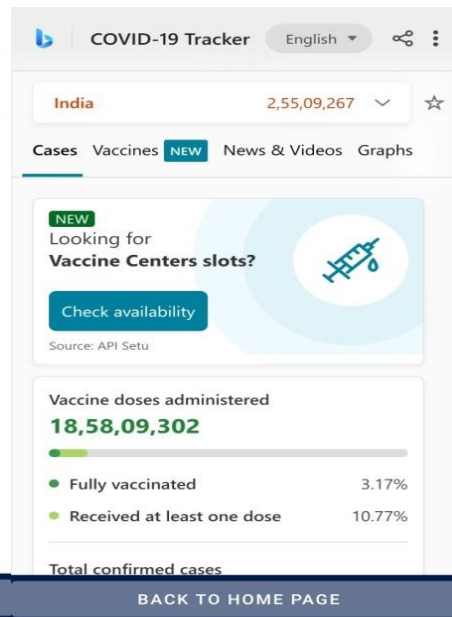 COVID-19 Tracker English
India 2,55,09,267
Cases Vaccines NEW News & Videos Graphs
NEW
Looking for
Vaccine Centers slots?
Check availability
Source: API Setu
Vaccine doses administered
18,58,09,302
Fully vaccinated 3.17%
Received at least one dose 10.77%
Total confirmed cases
BACK TO HOME PAGE